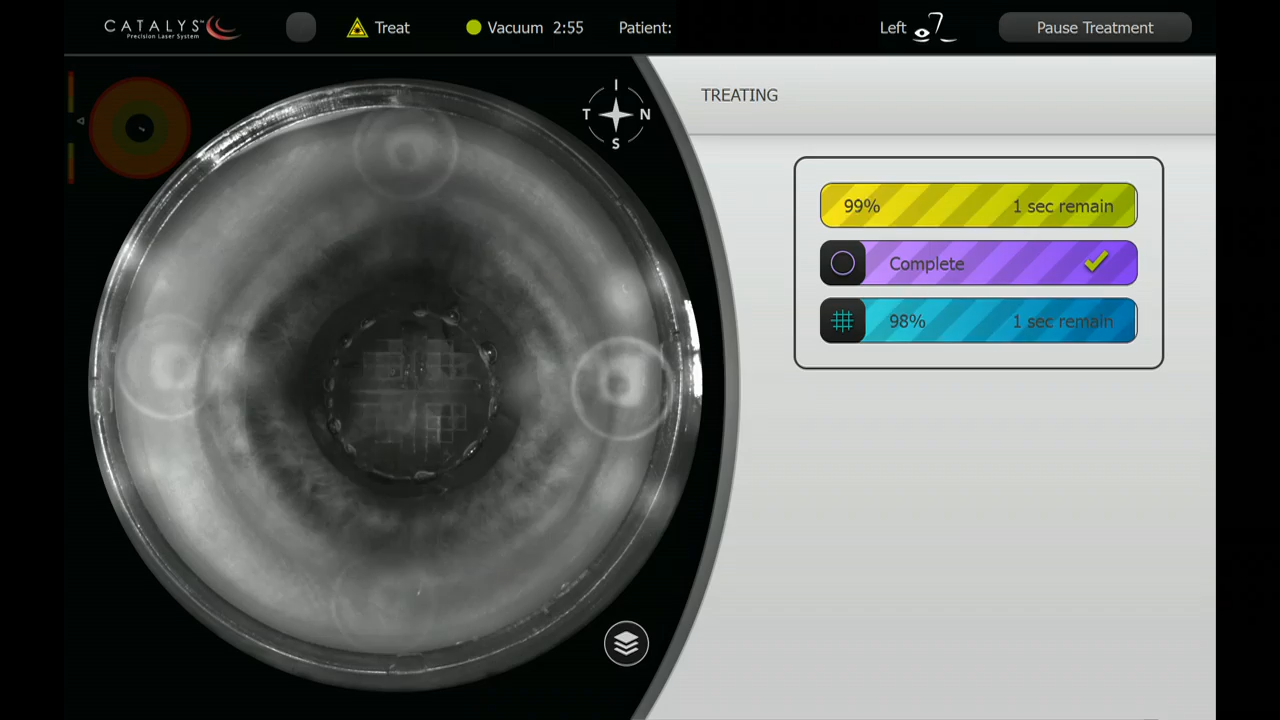 CATALYS™
Precision Laser System
Treat
Vacuum 2:55
Patient:
Left
Pause Treatment
TREATING
I
T N
S
99% 1 sec remain
Complete
98% 1 sec remain